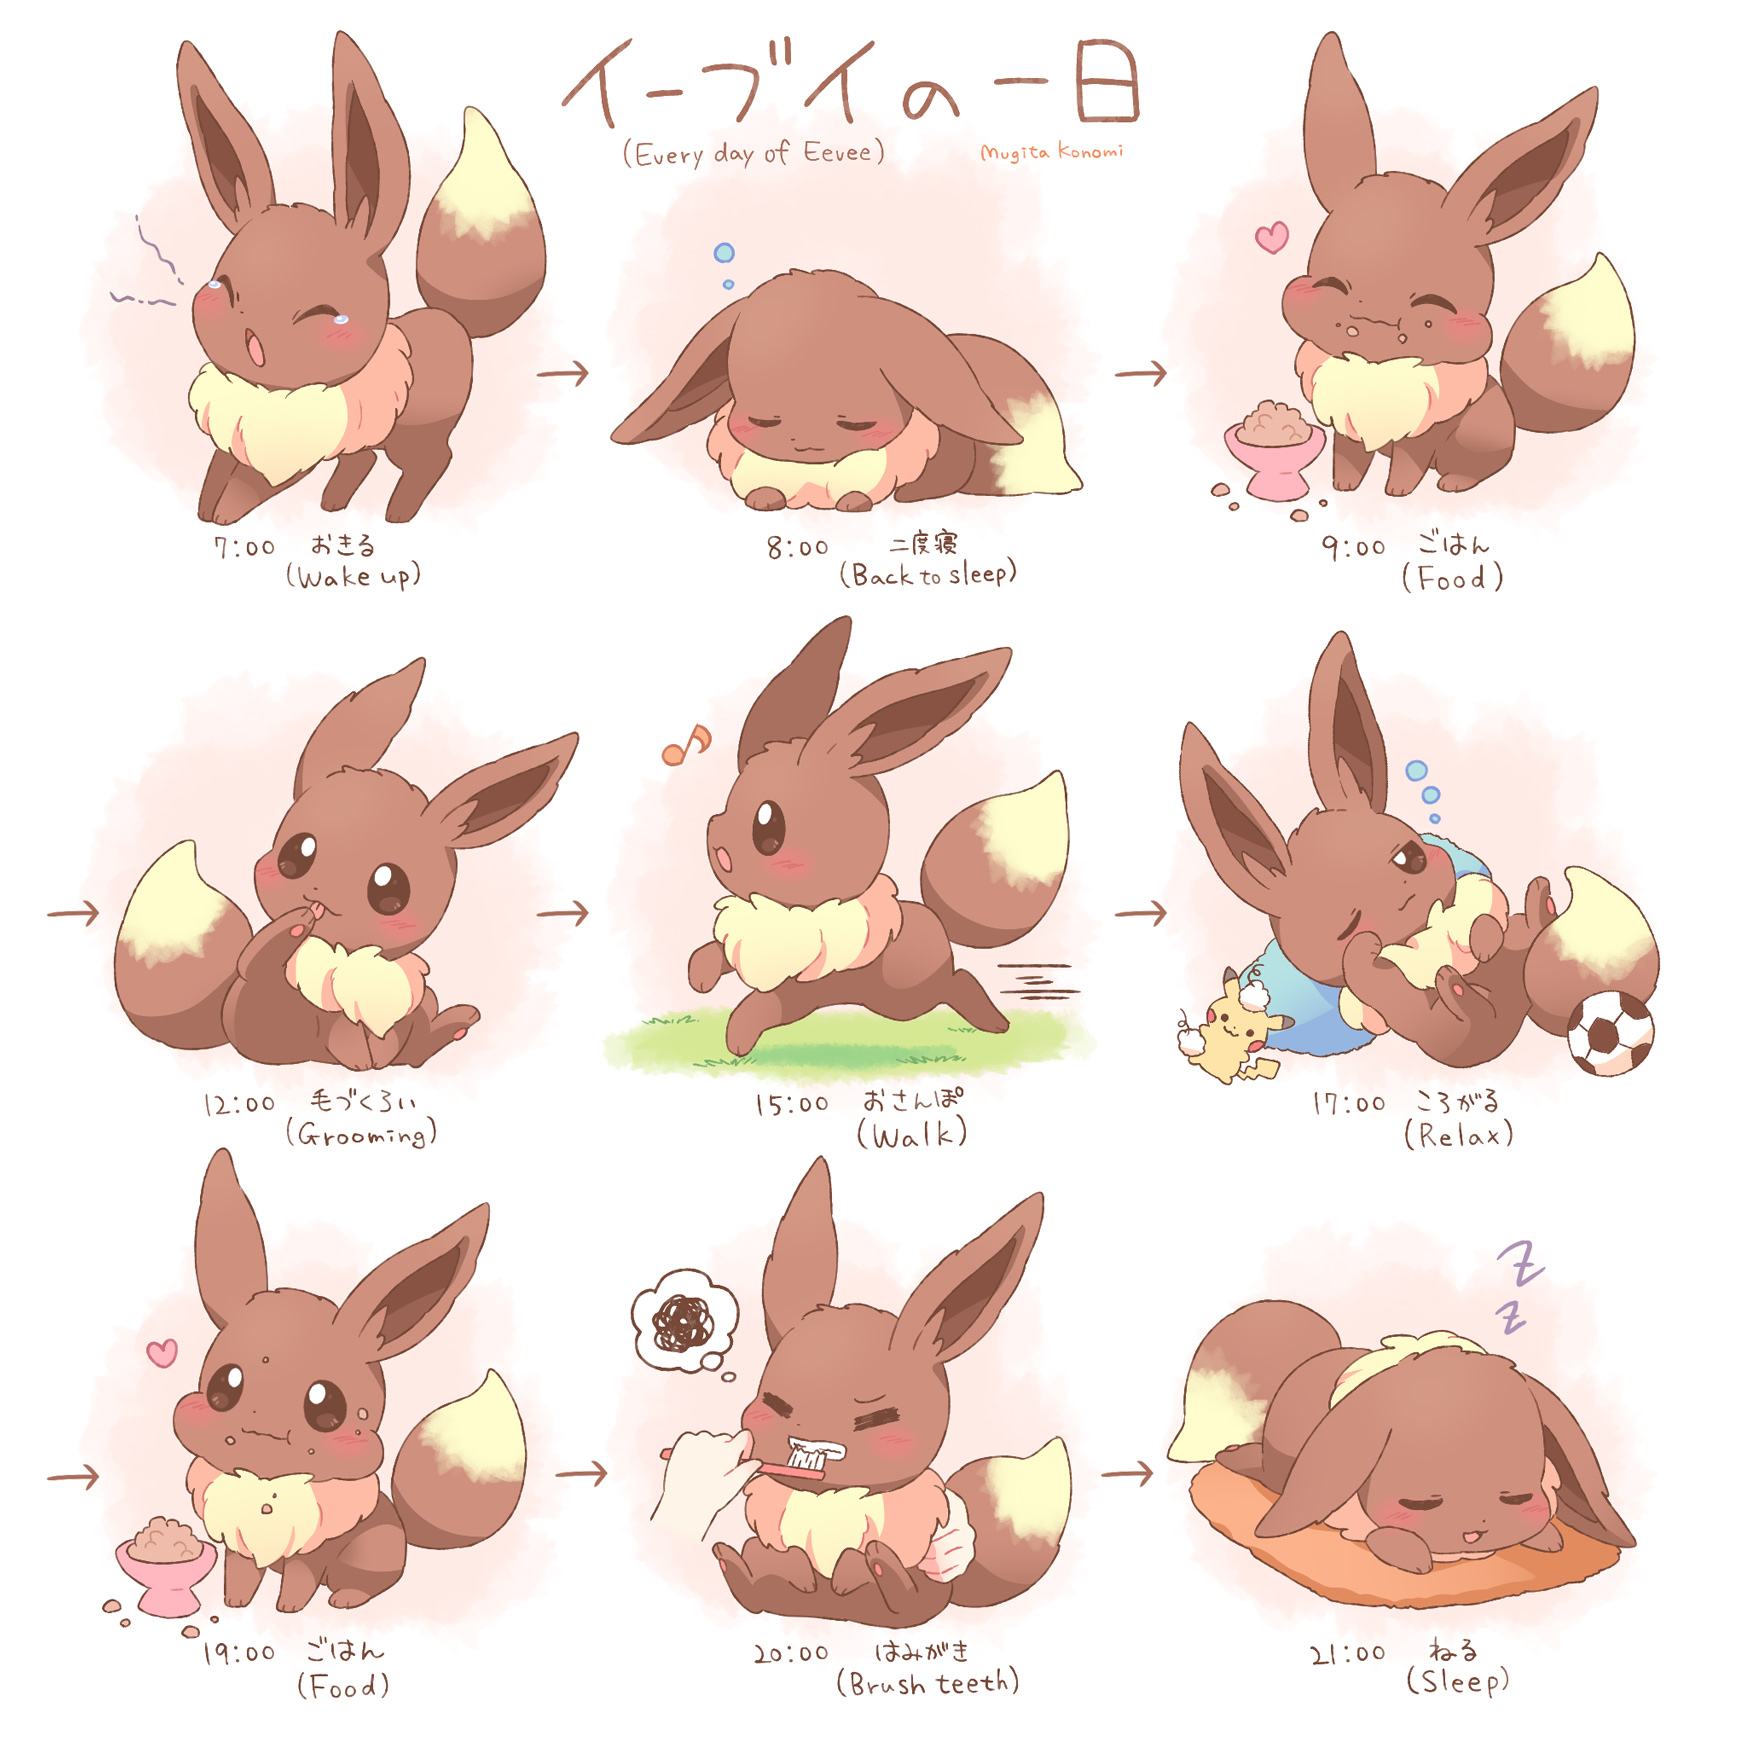 イーブイの一日
(Every day of Eevee)
Mugita Konomi
7:00 おきる
(Wake up)
8:00 二度寝
(Back to sleep)
9:00 ごはん
(Food)
12:00 毛づくろい
(Grooming)
15:00 おさんぽ
(Walk)
17:00 ころがる
(Relax)
19:00 ごはん
(Food)
20:00 はみがき
(Brush teeth)
Z
Z
21:00 ねる
(Sleep)